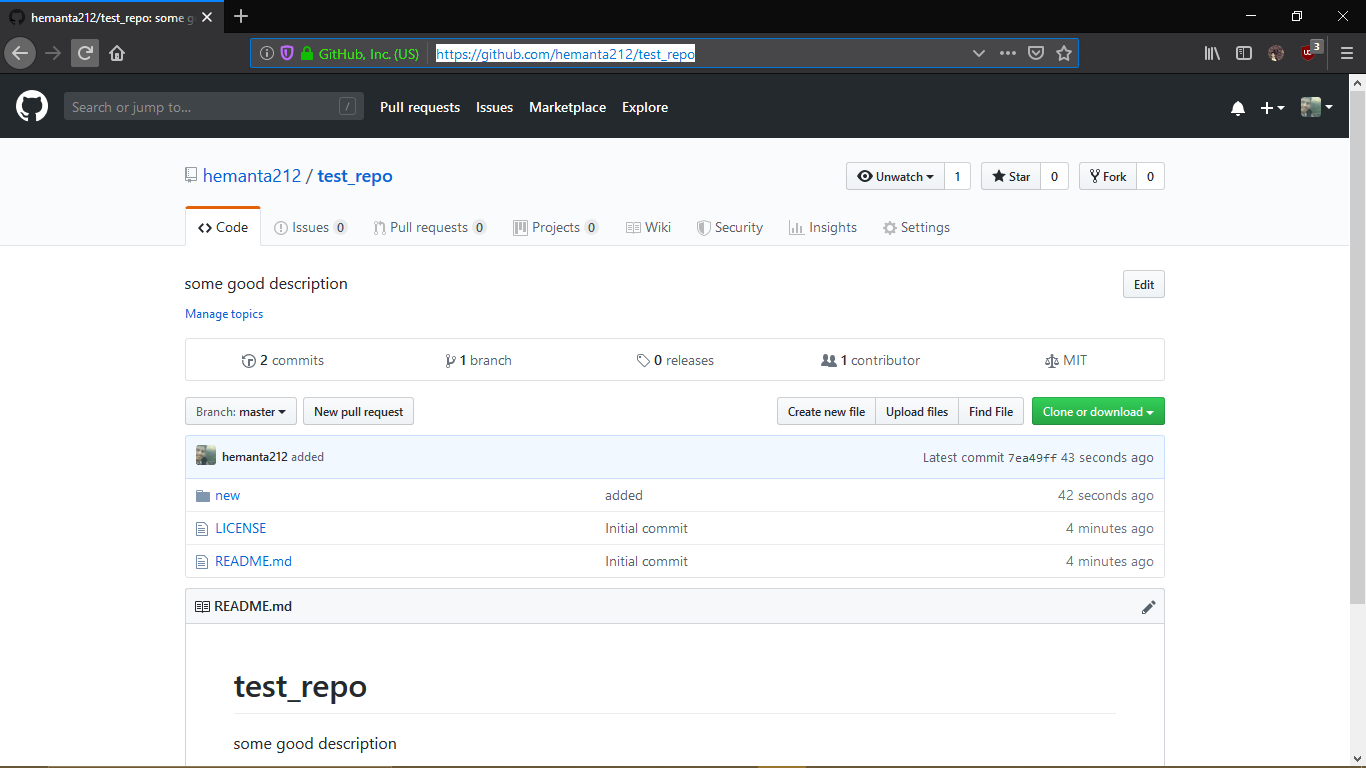 hemanta212/test_repo: some g
GitHub, Inc. (US) https://github.com/hemanta212/test_repo 3
Search or jump to... / Pull requests Issues Marketplace Explore
hemanta212 / test_repo Unwatch 1 Star 0 Fork 0
Code Issues 0 Pull requests 0 Projects 0 Wiki Security Insights Settings
some good description Edit
Manage topics
2 commits 1 branch 0 releases 1 contributor MIT
Branch: master New pull request Create new file Upload files Find File Clone or download
hemanta212 added Latest commit 7ea49ff 43 seconds ago
new added 42 seconds ago
LICENSE Initial commit 4 minutes ago
README.md Initial commit 4 minutes ago
README.md
test_repo
some good description